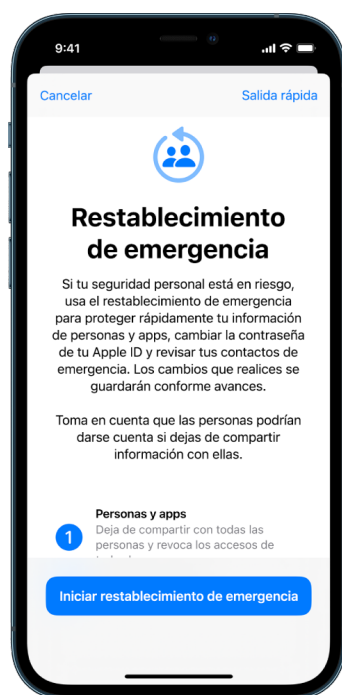 9:41
Cancelar
Salida rápida
Restablecimiento
de emergencia
Si tu seguridad personal está en riesgo,
usa el restablecimiento de emergencia
para proteger rápidamente tu información
de personas y apps, cambiar la contraseña
de tu Apple ID y revisar tus contactos de
emergencia. Los cambios que realices se
guardarán conforme avances.
Toma en cuenta que las personas podrían
darse cuenta si dejas de compartir
información con ellas.
1
Personas y apps
Deja de compartir con todas las
personas y revoca los accesos de
Iniciar restablecimiento de emergencia